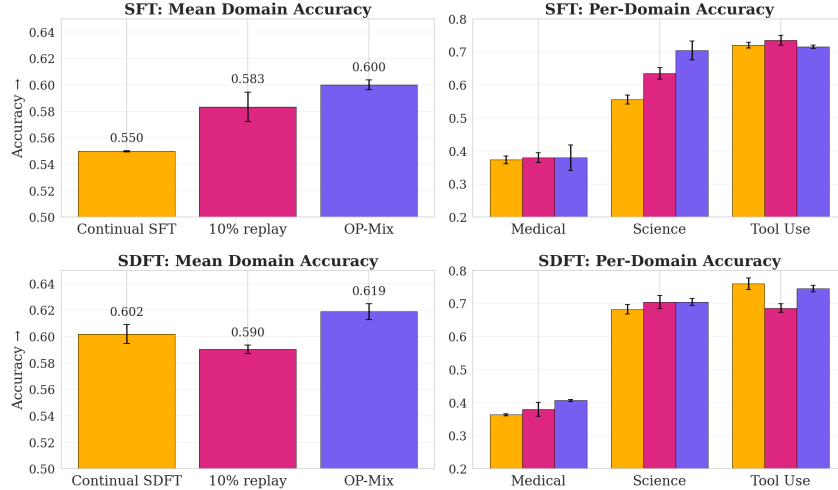 SFT: Mean Domain Accuracy
Accuracy →
0.64
0.62
0.60
0.58
0.56
0.54
0.52
0.50
0.550
0.583
0.600
Continual SFT
10% replay
OP-Mix
SFT: Per-Domain Accuracy
0.8
0.7
0.6
0.5
0.4
0.3
0.2
Medical
Science
Tool Use
SDFT: Mean Domain Accuracy
Accuracy →
0.64
0.62
0.60
0.58
0.56
0.54
0.52
0.50
0.602
0.590
0.619
Continual SDFT
10% replay
OP-Mix
SDFT: Per-Domain Accuracy
0.8
0.7
0.6
0.5
0.4
0.3
0.2
Medical
Science
Tool Use